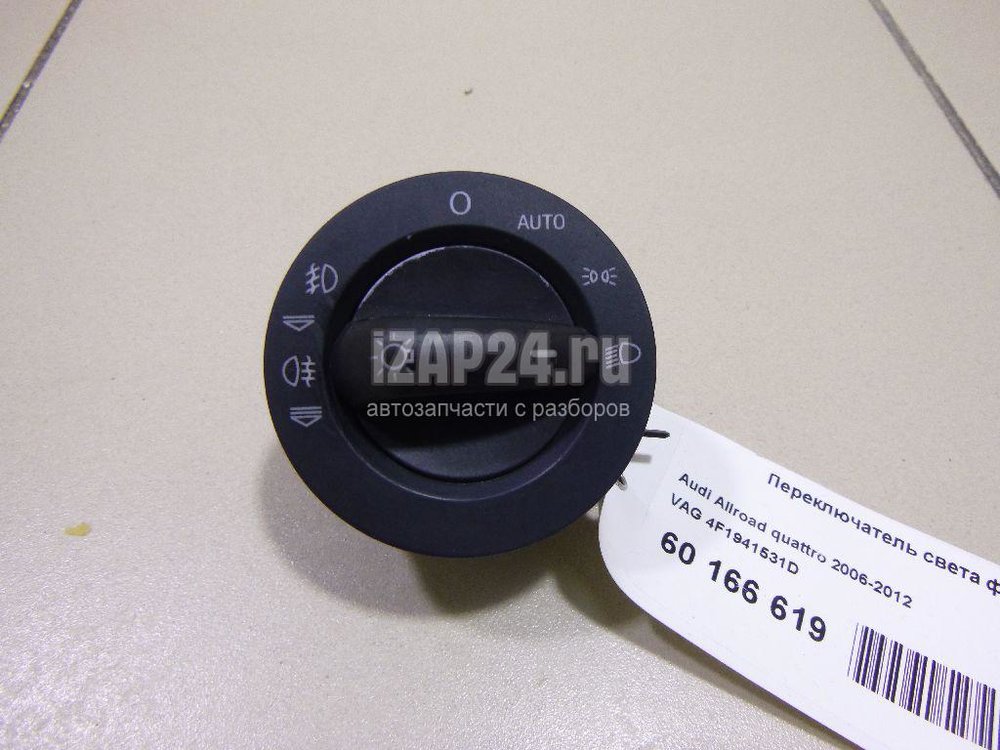 O
AUTO
iZAP24.ru
автозапчасти с разборов
Переключатель света ф
Audi Allroad quattro 2006-2012
VAG 4F1941531D
60 166 619